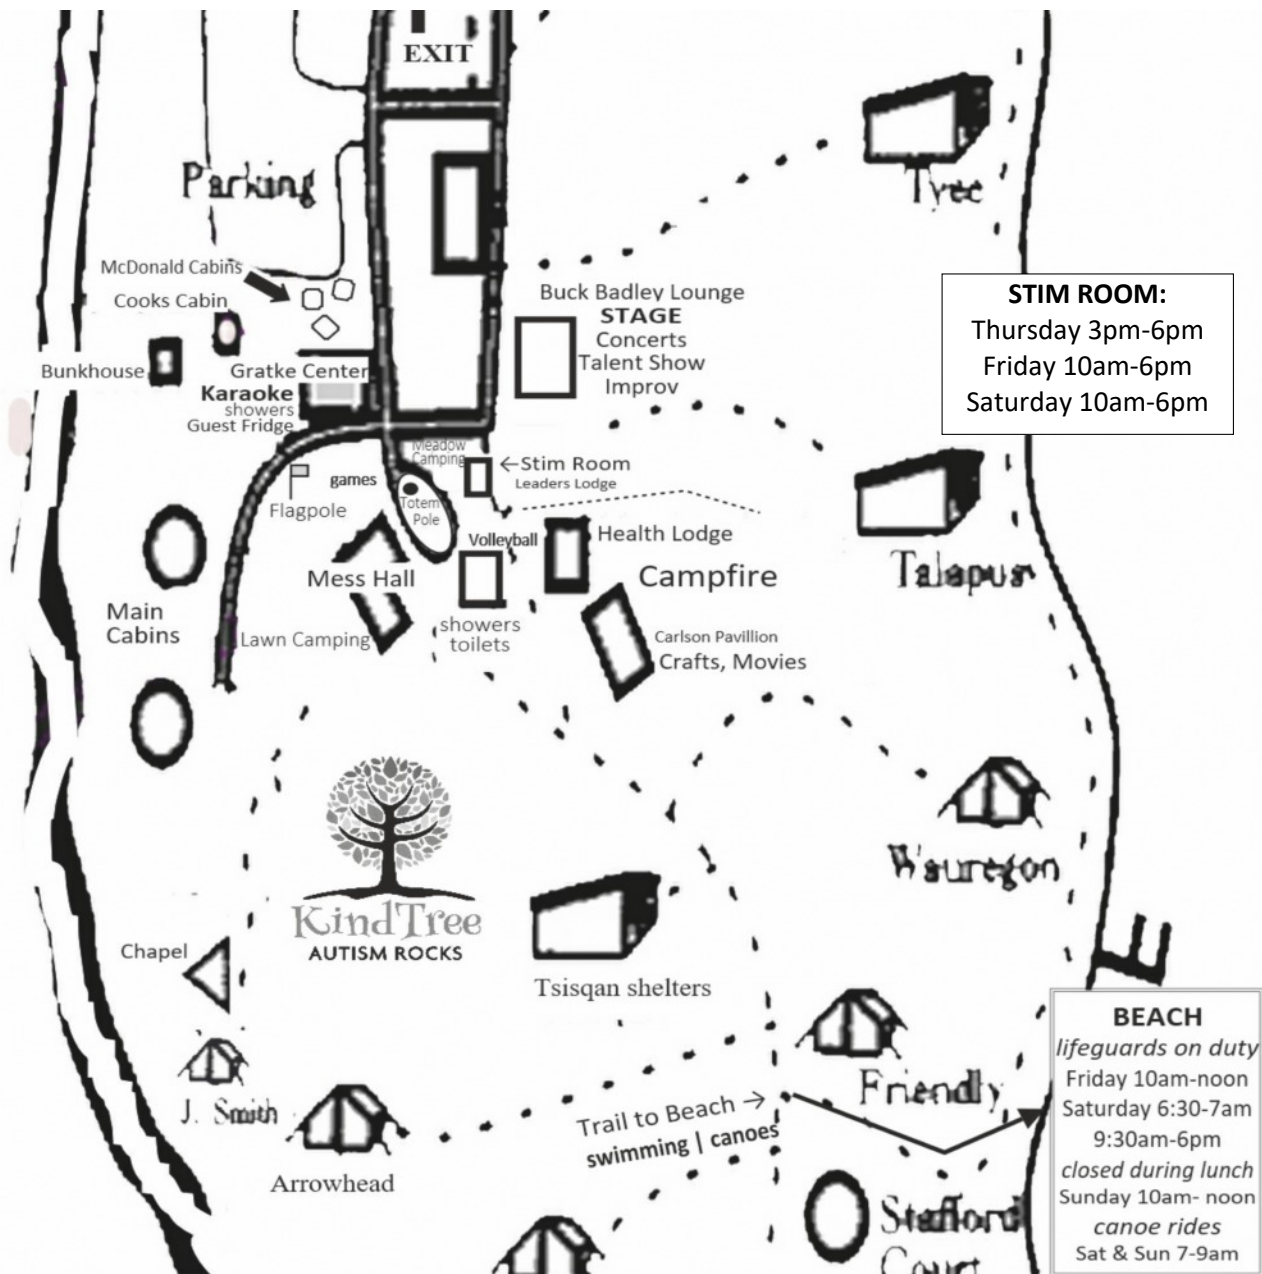 EXIT
Parking
Tyee
McDonald Cabins
Cooks Cabin
Bunkhouse
Gratke Center
Karaoke
showers
Guest Fridge
Buck Badley Lounge
STAGE
Concerts
Talent Show
Improv
STIM ROOM:
Thursday 3pm-6pm
Friday 10am-6pm
Saturday 10am-6pm
Meadow
Camping
←Stim Room
Leaders Lodge
games
Flagpole
Totem
Pole
Volleyball
Health Lodge
Mess Hall
Campfire
Talapus
Main
Cabins
Lawn Camping
showers
toilets
Carlson Pavillion
Crafts, Movies
Wauregon
KindTree
AUTISM ROCKS
Chapel
Tsisqan shelters
J. Smith
Arrowhead
Friendly
Trail to Beach →
swimming | canoes
Stafford
Court
BEACH
lifeguards on duty
Friday 10am-noon
Saturday 6:30-7am
9:30am-6pm
closed during lunch
Sunday 10am- noon
canoe rides
Sat & Sun 7-9am